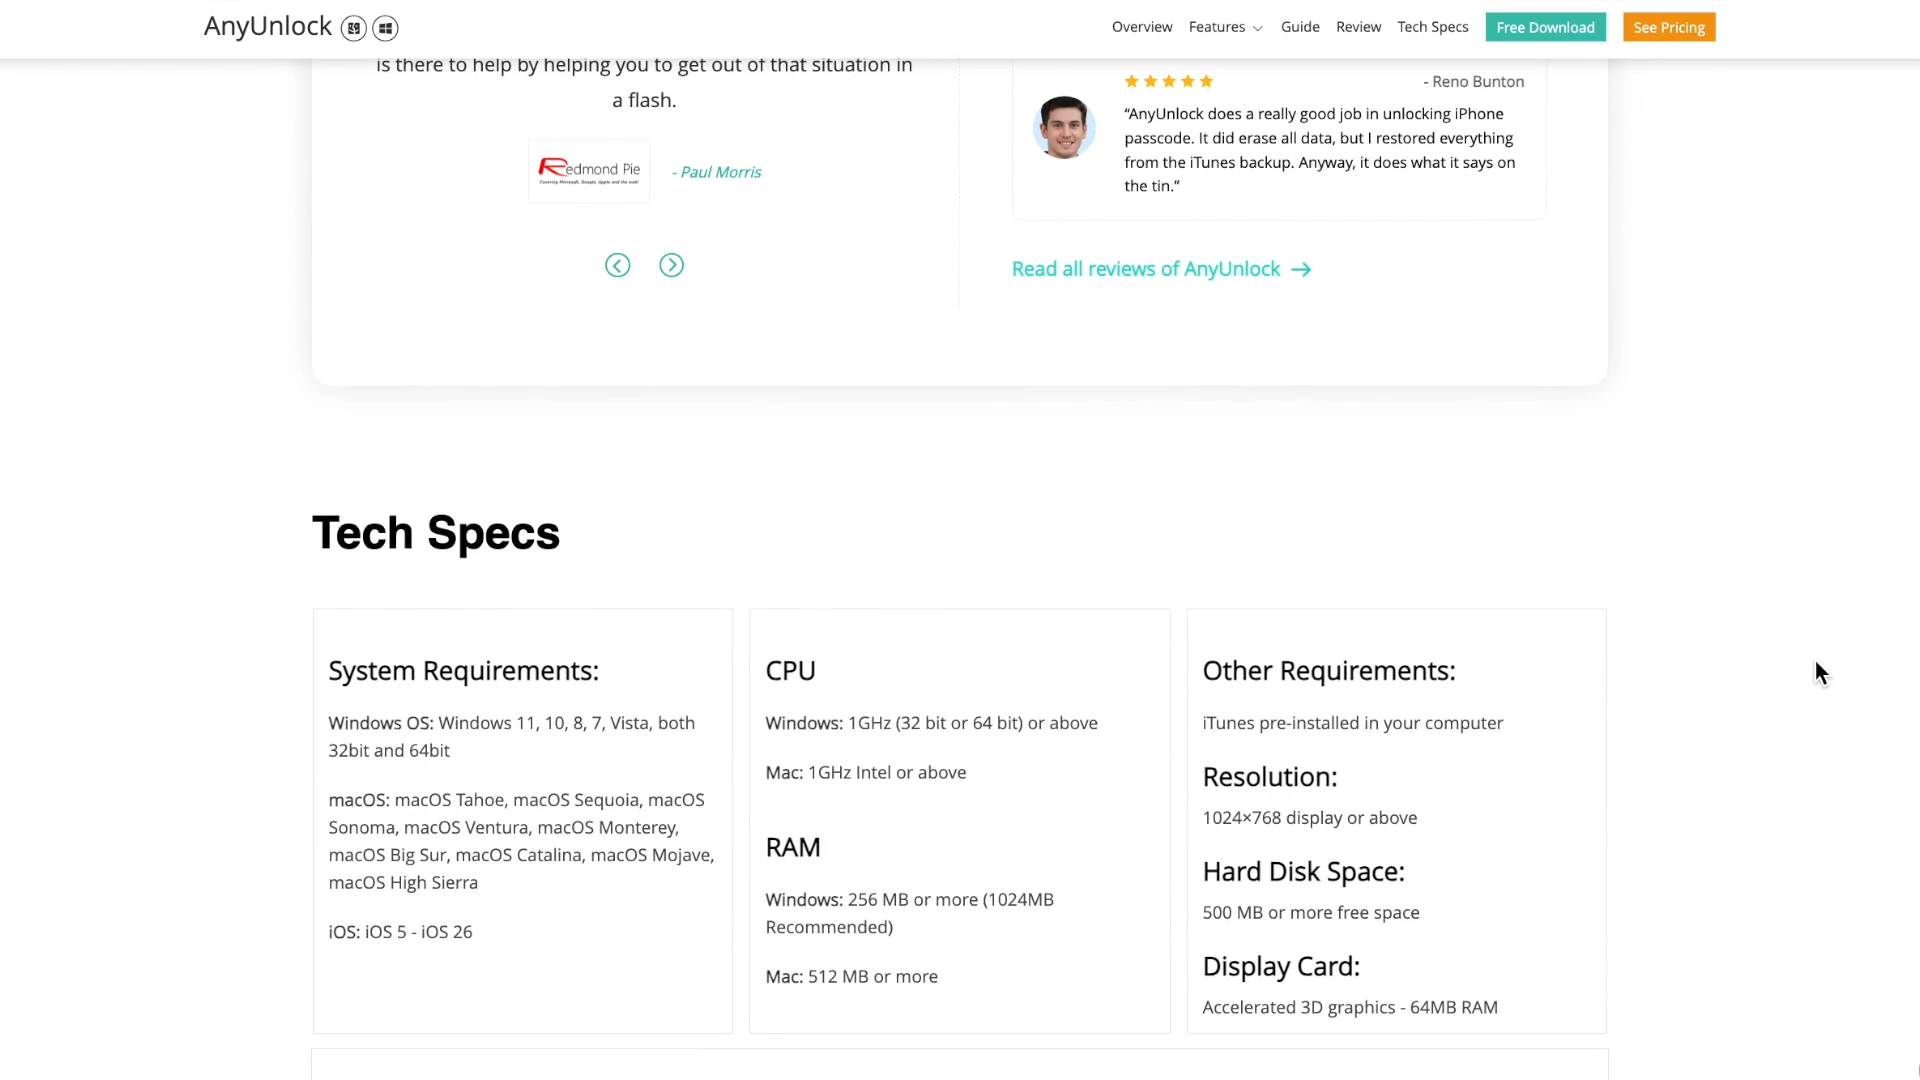 AnyUnlock
Overview Features Guide Review Tech Specs Free Download See Pricing
is there to help by helping you to get out of that situation in
a flash.
Redmond Pie
Covering Microsoft, Google, Apple and the web!
- Paul Morris
- Reno Bunton
“AnyUnlock does a really good job in unlocking iPhone
passcode. It did erase all data, but I restored everything
from the iTunes backup. Anyway, it does what it says on
the tin.”
Read all reviews of AnyUnlock
Tech Specs
System Requirements:
Windows OS: Windows 11, 10, 8, 7, Vista, both
32bit and 64bit
macOS: macOS Tahoe, macOS Sequoia, macOS
Sonoma, macOS Ventura, macOS Monterey,
macOS Big Sur, macOS Catalina, macOS Mojave,
macOS High Sierra
iOS: iOS 5 - iOS 26
CPU
Windows: 1GHz (32 bit or 64 bit) or above
Mac: 1GHz Intel or above
RAM
Windows: 256 MB or more (1024MB
Recommended)
Mac: 512 MB or more
Other Requirements:
iTunes pre-installed in your computer
Resolution:
1024×768 display or above
Hard Disk Space:
500 MB or more free space
Display Card:
Accelerated 3D graphics - 64MB RAM